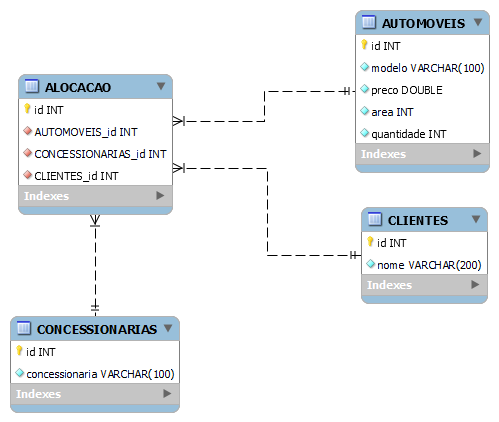 AUTOMOVEIS
id INT
modelo VARCHAR(100)
preco DOUBLE
area INT
quantidade INT
Indexes
ALOCACAO
id INT
AUTOMOVEIS_id INT
CONCESSIONARIAS_id INT
CLIENTES_id INT
Indexes
CLIENTES
id INT
nome VARCHAR(200)
Indexes
CONCESSIONARIAS
id INT
concessionaria VARCHAR(100)
Indexes